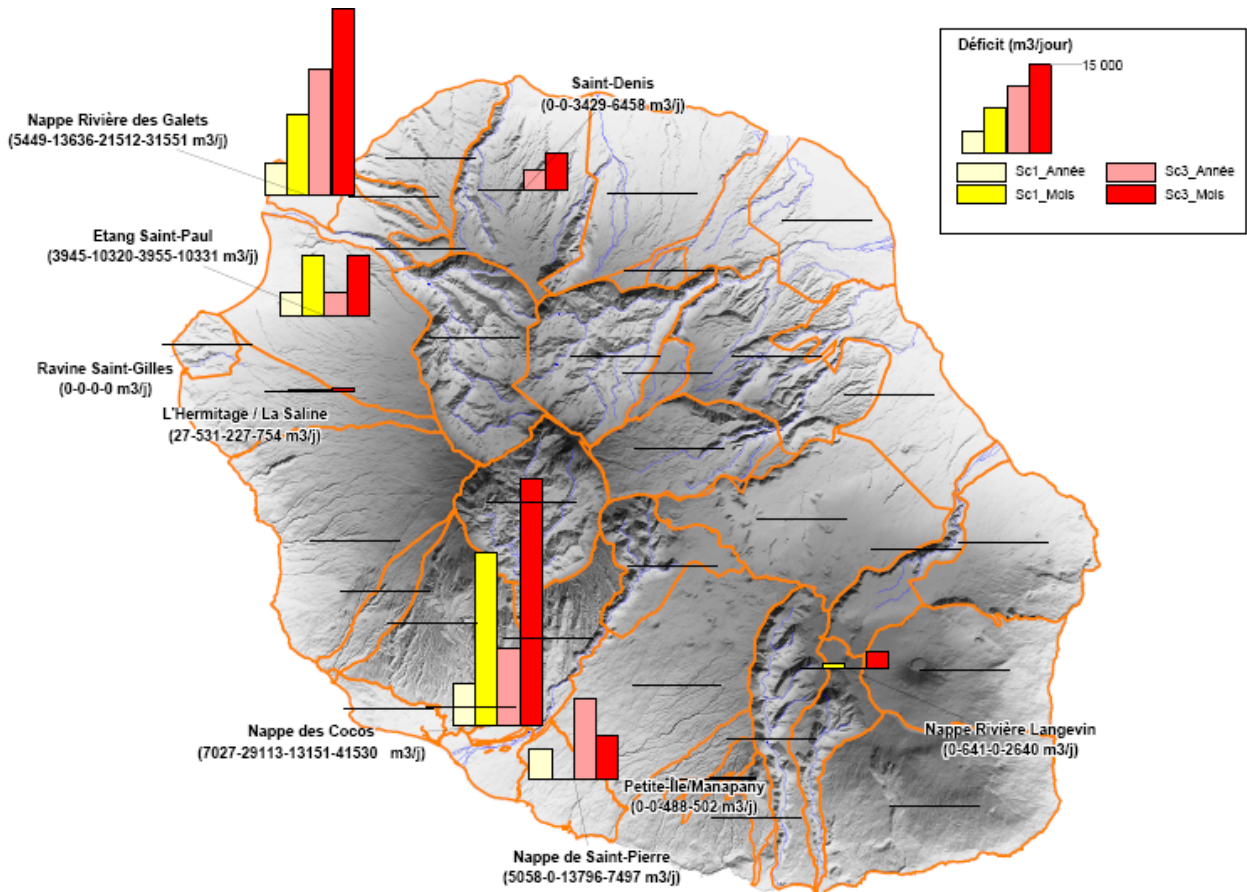 Déficit (m3/jour)
15 000
Sc1_Année
Sc3_Année
Sc1_Mois
Sc3_Mois
Saint-Denis
(0-0-3429-6458 m3/j)
Nappe Rivière des Galets
(5449-13636-21512-31551 m3/j)
Etang Saint-Paul
(3945-10320-3955-10331 m3/j)
Ravine Saint-Gilles
(0-0-0-0 m3/j)
L'Hermitage / La Saline
(27-531-227-754 m3/j)
Nappe des Cocos
(7027-29113-13151-41530 m3/j)
Nappe Rivière Langevin
(0-641-0-2640 m3/j)
Petite-Île/Manapany
(0-0-488-502 m3/j)
Nappe de Saint-Pierre
(5058-0-13796-7497 m3/j)